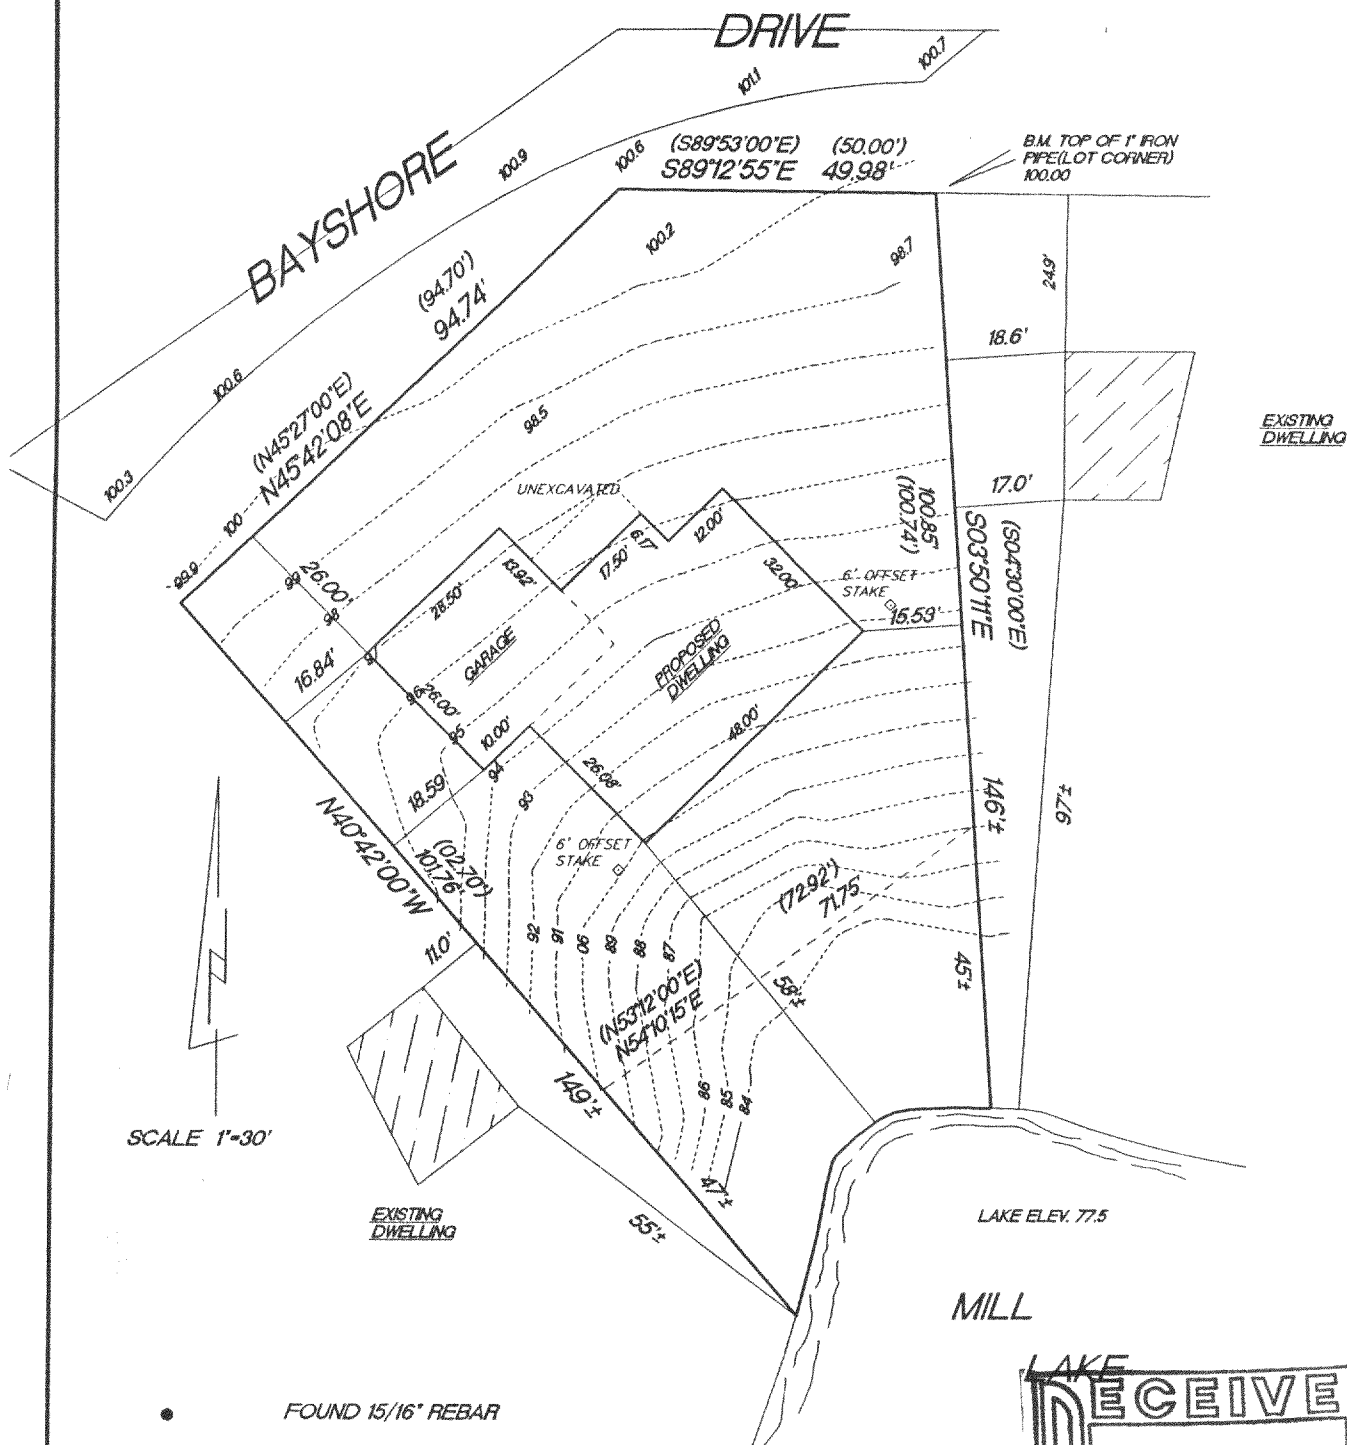 DRIVE
BAYSHORE
100.7
101.1
100.6
100.9
100.6
100.3
(S89°53'00"E) (50.00')
S89°12'55"E 49.98'
B.M. TOP OF 1" IRON
PIPE(LOT CORNER)
100.00
(94.70')
94.74'
(N45°27'00"E)
N45°42'08"E
100.2
98.7
24.9'
18.6'
EXISTING
DWELLING
17.0'
98.5
100
99.9
UNEXCAVATED
100.85'
(100.74')
(S04°30'00"E)
S03°50'11"E
99
26.00'
98
13.92'
17.50'
6.17
12.00'
32.00'
6' OFFSET
STAKE
15.59'
28.50'
GARAGE
PROPOSED
DWELLING
16.84'
97
96
26.00'
95
10.00'
94
48.00'
26.08'
93
18.59'
N40°42'00"W
(02.70')
101.76'
6' OFFSET
STAKE
146'±
97'±
(72.92')
71.75
92
91
90
89
88
87
11.0'
58'±
45'±
(N53°12'00"E)
N54°10'15"E
149'±
86
85
84
47'±
SCALE 1"=30'
EXISTING
DWELLING
55'±
LAKE ELEV. 77.5
MILL
LAKE
ECEIVE
FOUND 15/16" REBAR